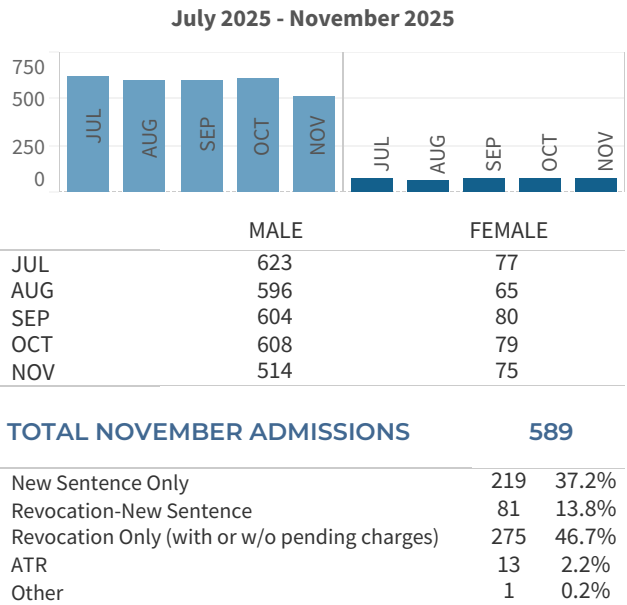 July 2025 - November 2025
750
500
250
0
JUL
AUG
SEP
OCT
NOV
JUL
AUG
SEP
OCT
NOV
MALE FEMALE
JUL 623 77
AUG 596 65
SEP 604 80
OCT 608 79
NOV 514 75
TOTAL NOVEMBER ADMISSIONS 589
New Sentence Only 219 37.2%
Revocation-New Sentence 81 13.8%
Revocation Only (with or w/o pending charges) 275 46.7%
ATR 13 2.2%
Other 1 0.2%